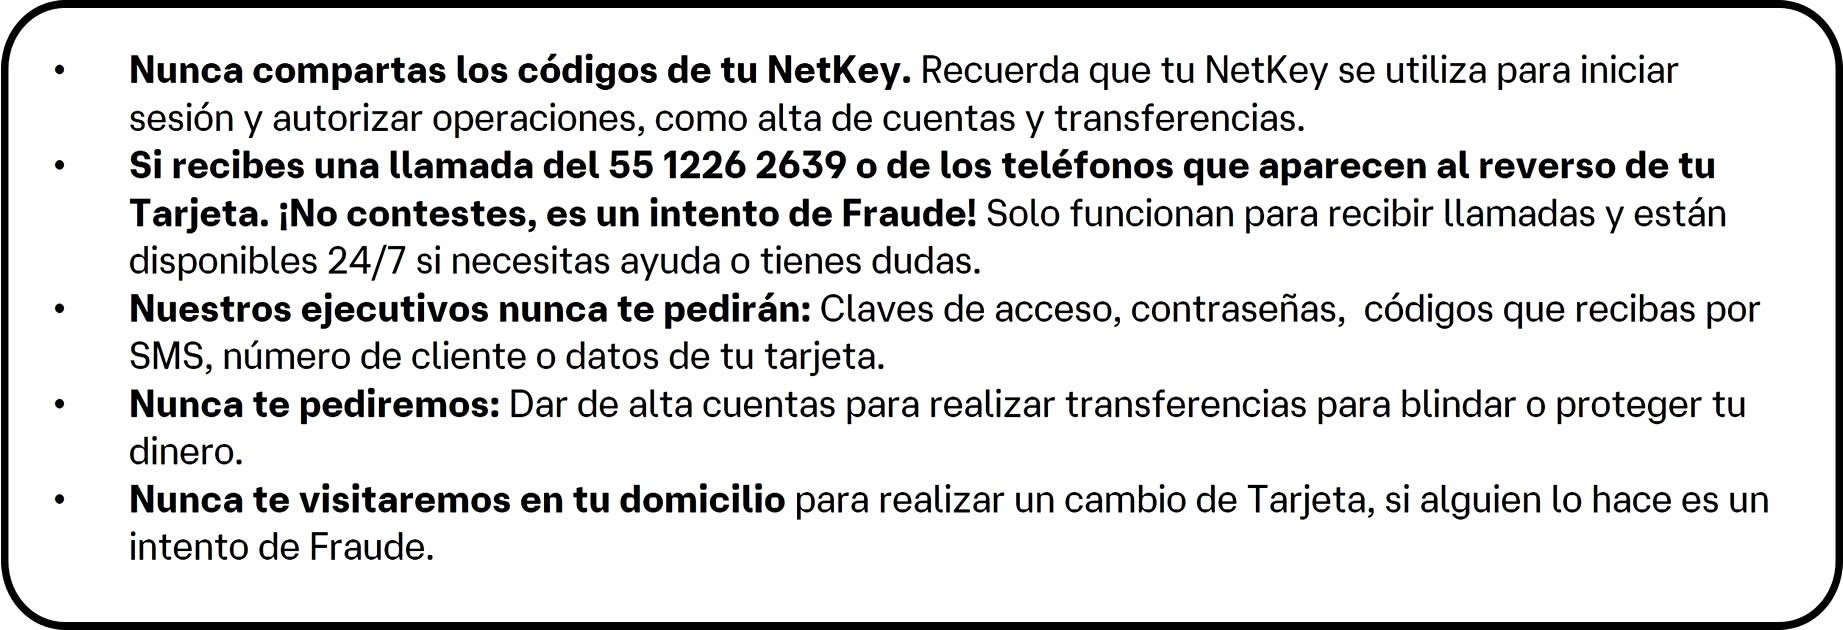 • Nunca compartas los códigos de tu NetKey. Recuerda que tu NetKey se utiliza para iniciar
sesión y autorizar operaciones, como alta de cuentas y transferencias.
• Si recibes una llamada del 55 1226 2639 o de los teléfonos que aparecen al reverso de tu
Tarjeta. ¡No contestes, es un intento de Fraude! Solo funcionan para recibir llamadas y están
disponibles 24/7 si necesitas ayuda o tienes dudas.
• Nuestros ejecutivos nunca te pedirán: Claves de acceso, contraseñas,  códigos que recibas por
SMS, número de cliente o datos de tu tarjeta.
• Nunca te pediremos: Dar de alta cuentas para realizar transferencias para blindar o proteger tu
dinero.
• Nunca te visitaremos en tu domicilio para realizar un cambio de Tarjeta, si alguien lo hace es un
intento de Fraude.